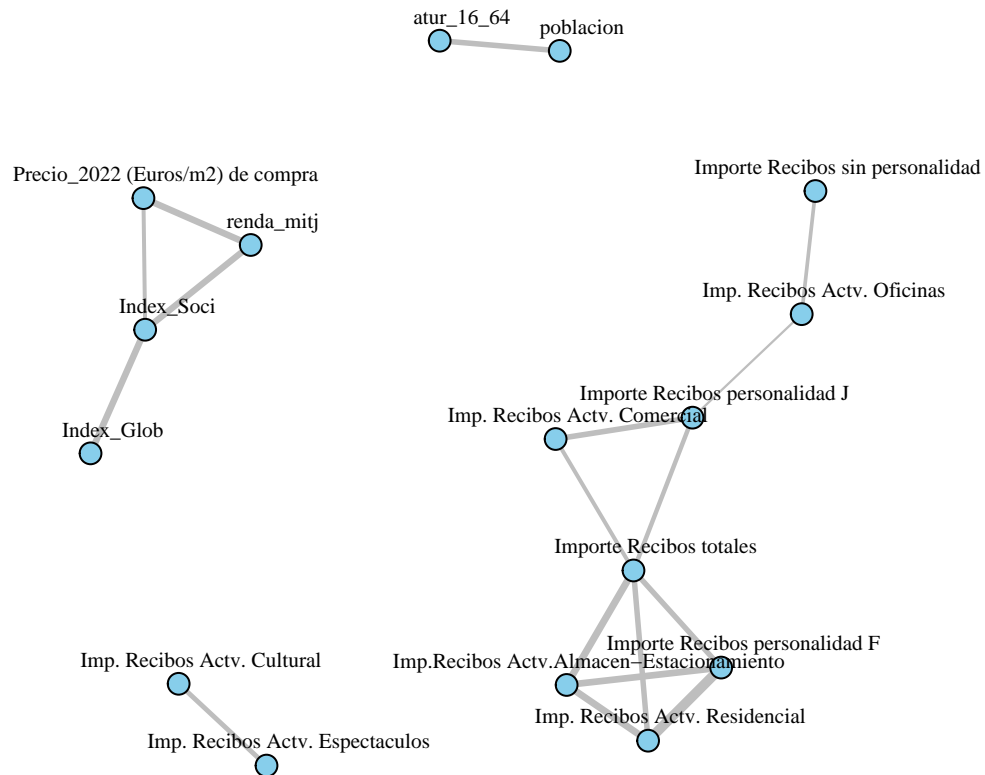 atur_16_64
poblacion
Precio_2022 (Euros/m2) de compra
Importe Recibos sin personalidad
renda_mitj
Imp. Recibos Actv. Oficinas
Index_Soci
Importe Recibos personalidad J
Imp. Recibos Actv. Comercial
Index_Glob
Importe Recibos totales
Importe Recibos personalidad F
Imp. Recibos Actv. Cultural
Imp.Recibos Actv.Almacen−Estacionamiento
Imp. Recibos Actv. Residencial
Imp. Recibos Actv. Espectaculos